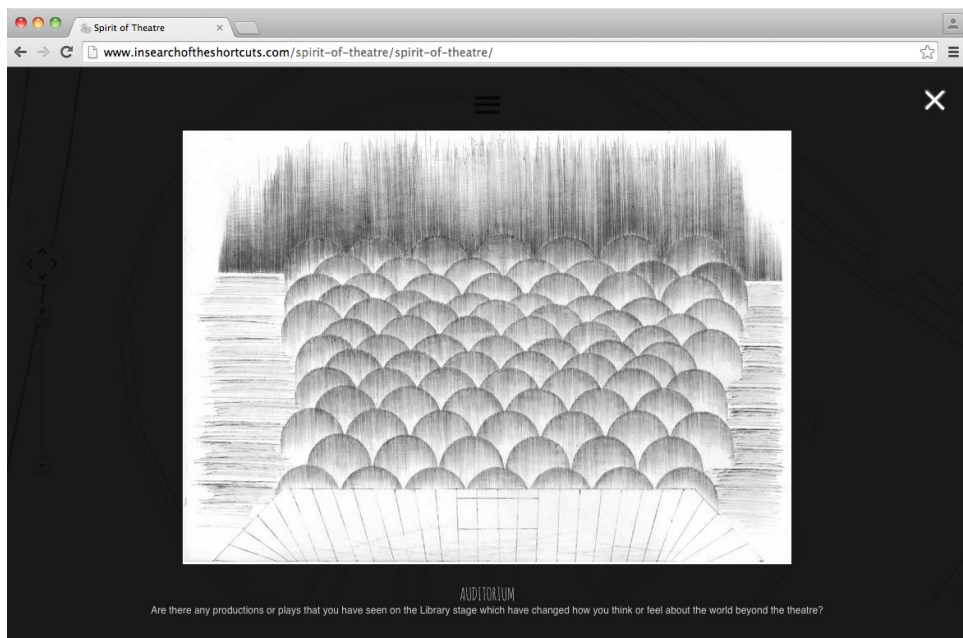 Spirit of Theatre
www.insearchoftheshortcuts.com/spirit-of-theatre/spirit-of-theatre/
AUDITORIUM
Are there any productions or plays that you have seen on the Library stage which have changed how you think or feel about the world beyond the theatre?